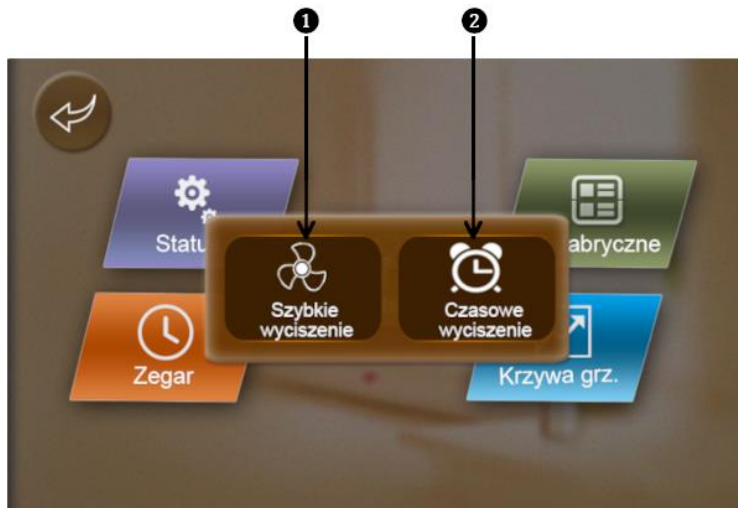 1 2
Statu
abryczne
Szybkie
wyciszenie
Czasowe
wyciszenie
Zegar
Krzywa grz.